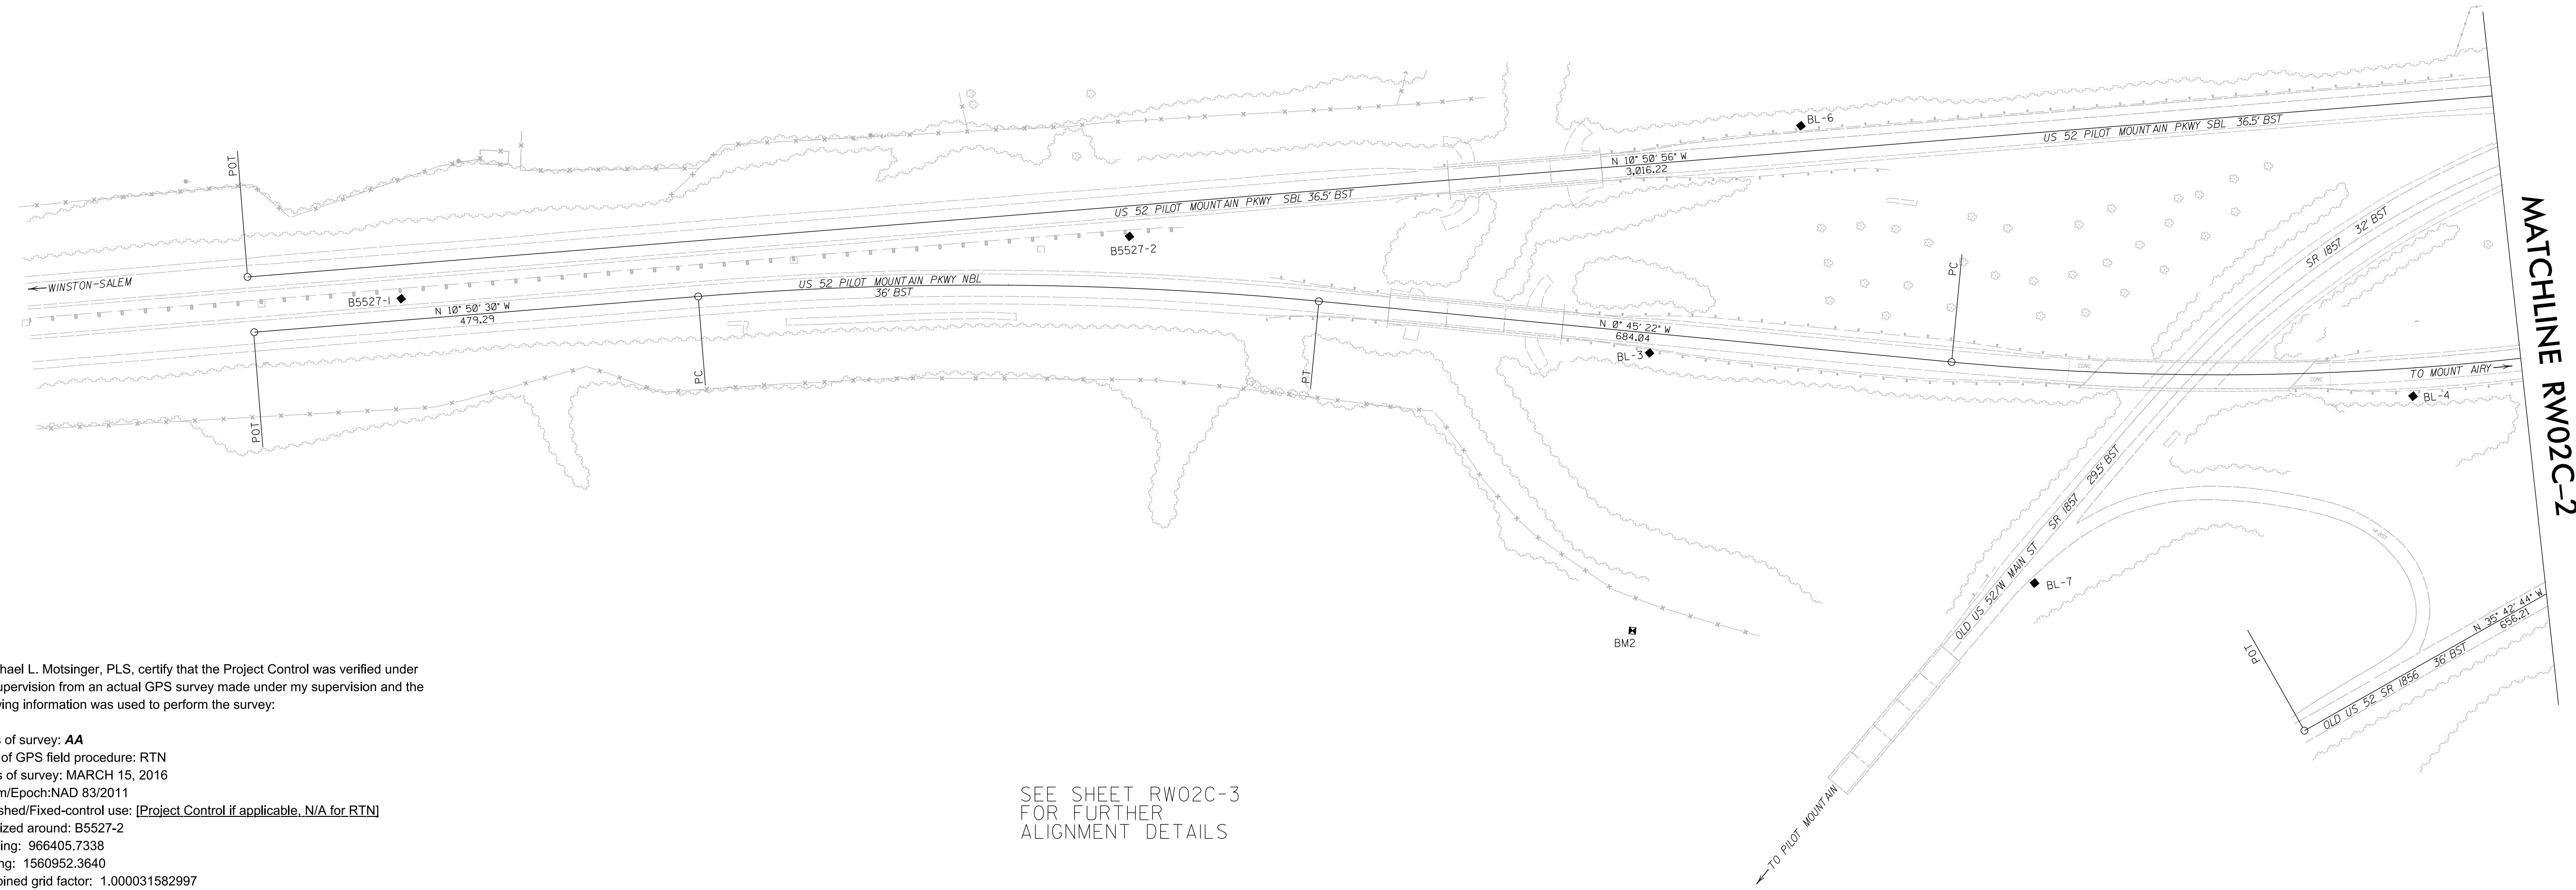 POT
WINSTON-SALEM
B5527-1
N 10° 50' 30" W
479.29
POT
PC
US 52 PILOT MOUNTAIN PKWY NBL
36' BST
US 52 PILOT MOUNTAIN PKWY SBL 36.5' BST
B5527-2
PT
N 10° 50' 56" W
3,016.22
BL-6
US 52 PILOT MOUNTAIN PKWY SBL 36.5' BST
N 0° 45' 22" W
684.04
BL-3
PC
CONC
CONC
SR 1857 32' BST
TO MOUNT AIRY
BL-4
MATCHLINE RW02C-2
OLD US 52/W MAIN ST SR 1857 29.5' BST
BL-7
BM2
TO PILOT MOUNTAIN
POT
OLD US 52 SR 1856 36' BST
N 35° 42' 44" W
656.21
hael L. Motsinger, PLS, certify that the Project Control was verified under
upervision from an actual GPS survey made under my supervision and the
ving information was used to perform the survey:
s of survey: AA
of GPS field procedure: RTN
s of survey: MARCH 15, 2016
m/Epoch:NAD 83/2011
shed/Fixed-control use: [Project Control if applicable, N/A for RTN]
ized around: B5527-2
ing: 966405.7338
ng: 1560952.3640
bined grid factor: 1.000031582997
SEE SHEET RW02C-3
FOR FURTHER
ALIGNMENT DETAILS